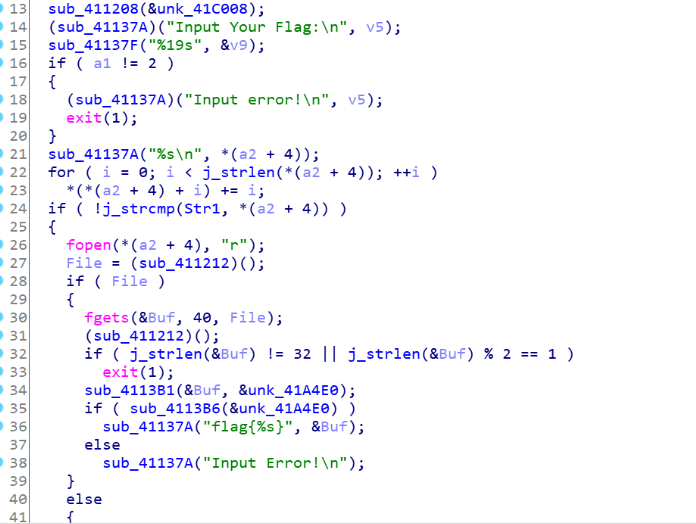 13 sub_411208(&unk_41C008);
14 (sub_41137A)("Input Your Flag:\n", v5);
15 sub_41137F("%19s", &v9);
16 if ( a1 != 2 )
17 {
18 (sub_41137A)("Input error!\n", v5);
19 exit(1);
20 }
21 sub_41137A("%s\n", *(a2 + 4));
22 for ( i = 0; i < j_strlen(*(a2 + 4)); ++i )
23 *(*(a2 + 4) + i) += i;
24 if ( !j_strcmp(Str1, *(a2 + 4)) )
25 {
26 fopen(*(a2 + 4), "r");
27 File = (sub_411212)();
28 if ( File )
29 {
30 fgets(&Buf, 40, File);
31 (sub_411212)();
32 if ( j_strlen(&Buf) != 32 || j_strlen(&Buf) % 2 == 1 )
33 exit(1);
34 sub_4113B1(&Buf, &unk_41A4E0);
35 if ( sub_4113B6(&unk_41A4E0) )
36 sub_41137A("flag{%s}", &Buf);
37 else
38 sub_41137A("Input Error!\n");
39 }
40 else
41 {